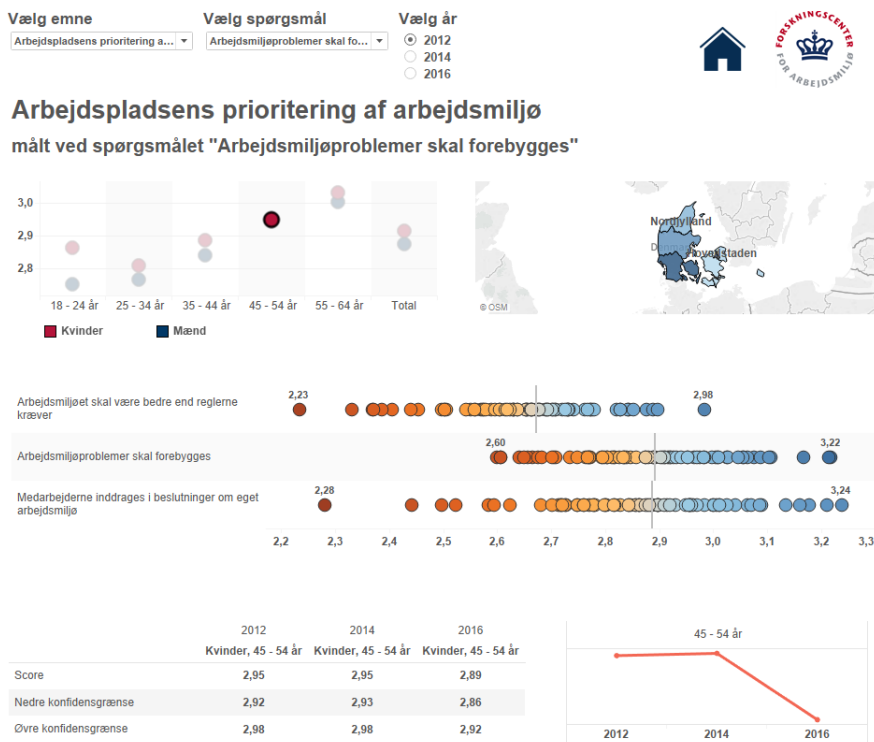 Vælg emne
Vælg spørgsmål
Vælg år
Arbejdspladsens prioritering a...
Arbejdsmiljøproblemer skal fo...
2012
2014
2016
FORSKNINGSCENTER
FOR ARBEJDSMILJØ
Arbejdspladsens prioritering af arbejdsmiljø
målt ved spørgsmålet "Arbejdsmiljøproblemer skal forebygges"
3,0
2,9
2,8
18 - 24 år 25 - 34 år 35 - 44 år 45 - 54 år 55 - 64 år Total
Kvinder Mænd
Nordjylland
Hovedstaden
© OSM
Arbejdsmiljøet skal være bedre end reglerne
kræver
2,23 2,98
Arbejdsmiljøproblemer skal forebygges
2,60 3,22
Medarbejderne inddrages i beslutninger om eget
arbejdsmiljø
2,28 3,24
2,2 2,3 2,4 2,5 2,6 2,7 2,8 2,9 3,0 3,1 3,2 3,3
2012 2014 2016
Kvinder, 45 - 54 år Kvinder, 45 - 54 år Kvinder, 45 - 54 år
Score 2,95 2,95 2,89
Nedre konfidensgrænse 2,92 2,93 2,86
Øvre konfidensgrænse 2,98 2,98 2,92
45 - 54 år
2012 2014 2016